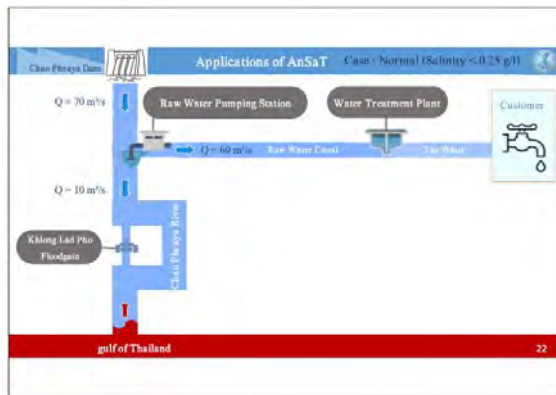 Chao Phraya Dam
Applications of AnSaT
Case : Normal (Salinity < 0.25 g/l)
Q = 70 m³/s
Raw Water Pumping Station
Water Treatment Plant
Customer
Q = 60 m³/s
Raw Water Canal
Tap Water
Q = 10 m³/s
Khlong Lad Pho
Floodgate
Chao Phraya River
gulf of Thailand
22